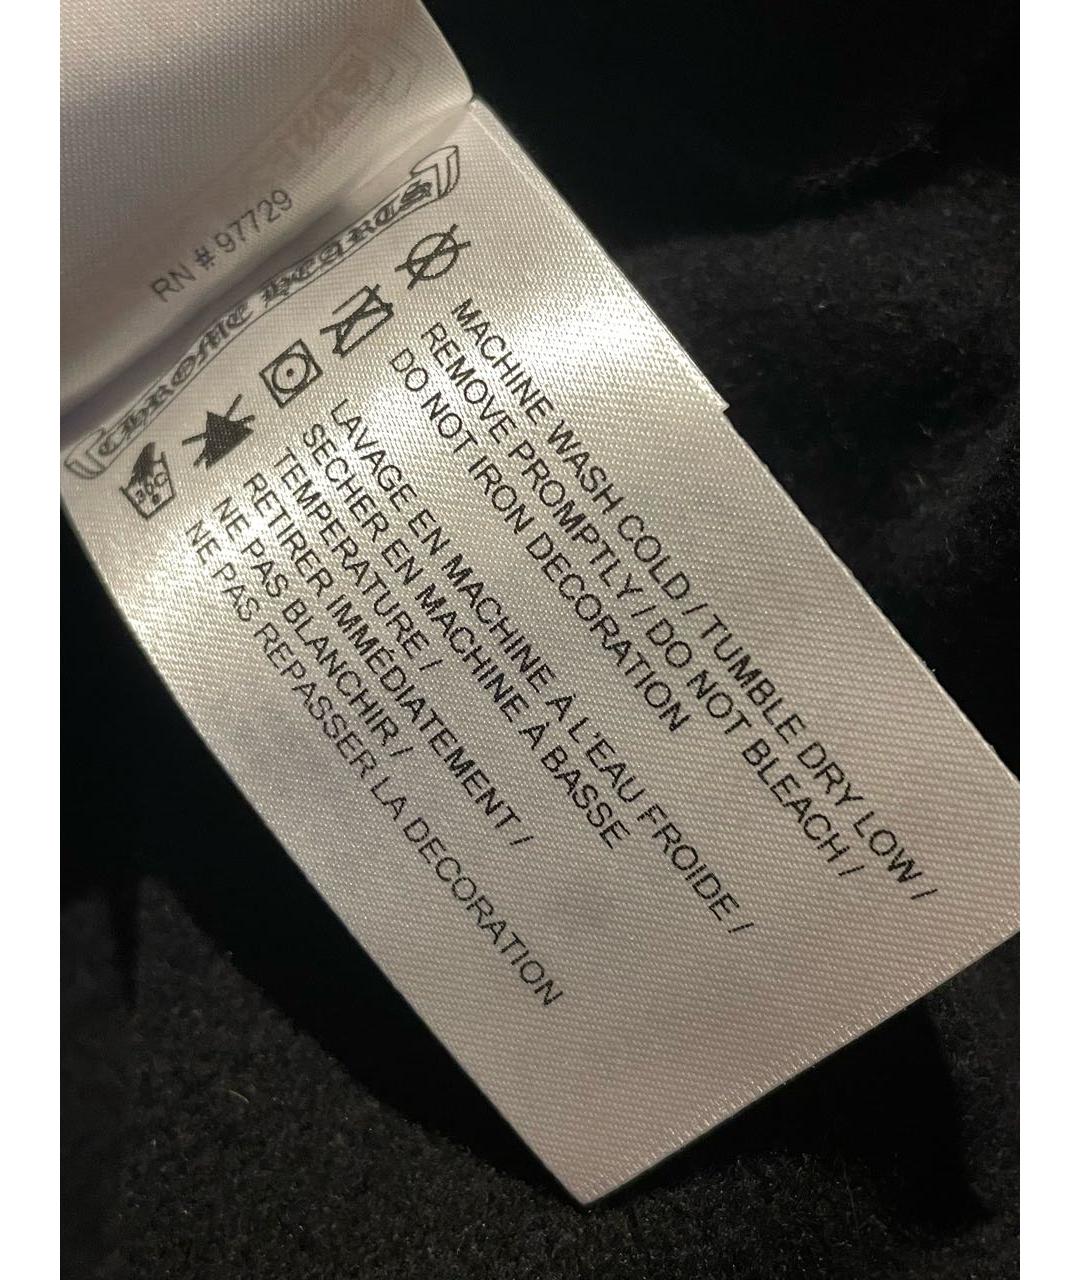 RN # 97729
CHROME HEARTS
MACHINE WASH COLD / TUMBLE DRY LOW /
REMOVE PROMPTLY / DO NOT BLEACH /
DO NOT IRON DECORATION
LAVAGE EN MACHINE À L'EAU FROIDE /
SECHER EN MACHINE À BASSE
TEMPERATURE /
RETIRER IMMÉDIATEMENT /
NE PAS BLANCHIR /
NE PAS REPASSER LA DECORATION